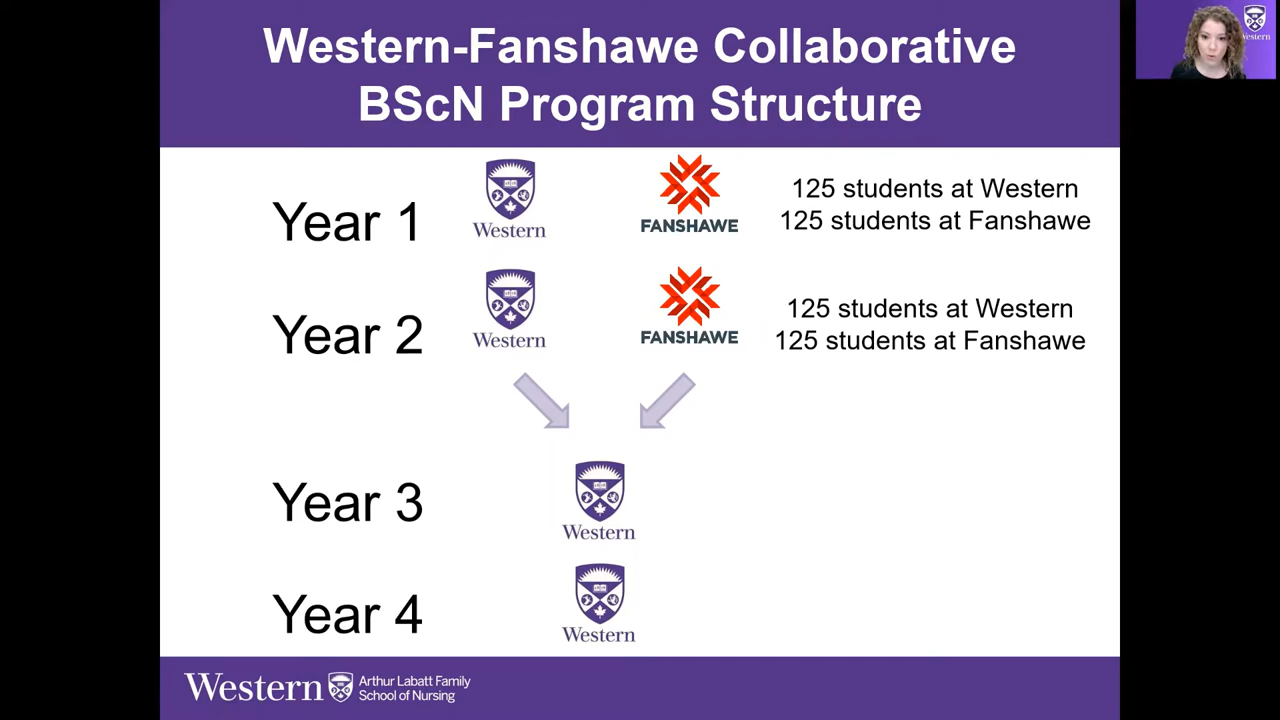 Western-Fanshawe Collaborative
BScN Program Structure
Western
Year 1
Western
FANSHAWE
125 students at Western
125 students at Fanshawe
Year 2
Western
FANSHAWE
125 students at Western
125 students at Fanshawe
Year 3
Western
Year 4
Western
Western
Arthur Labatt Family
School of Nursing